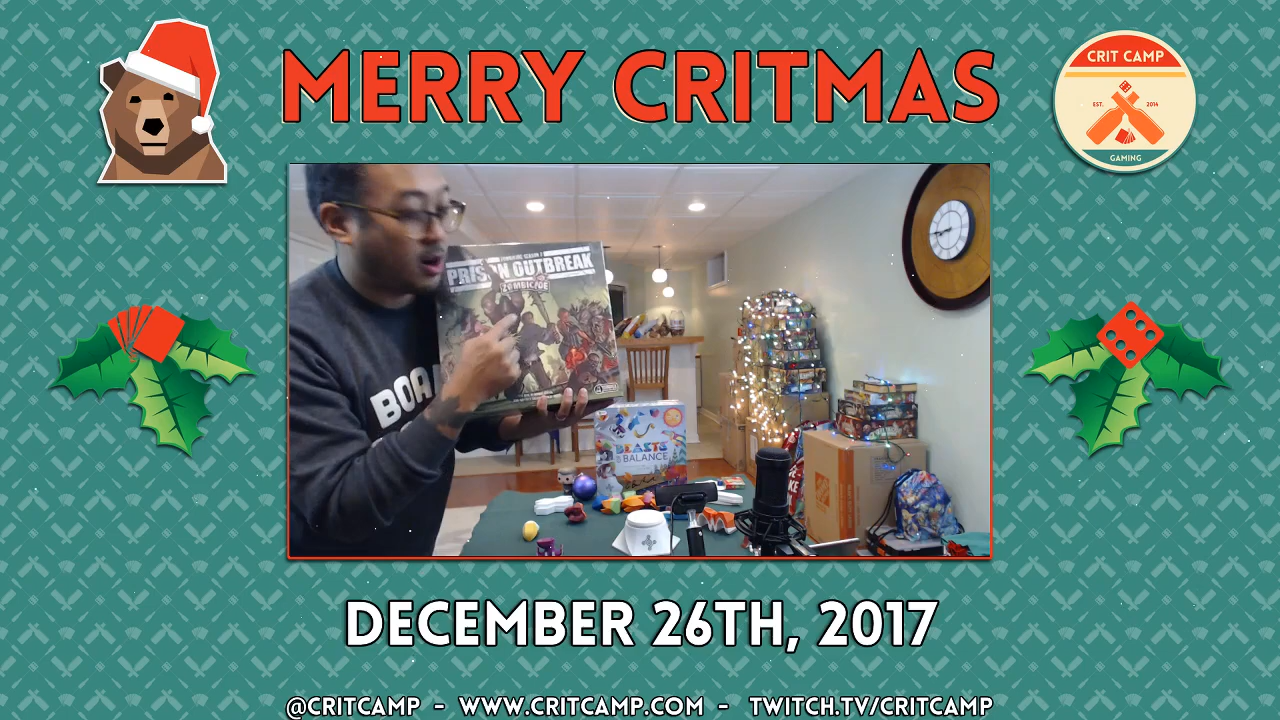 MERRY CRITMAS
CRIT CAMP
EST. 2014
GAMING
PRISON OUTBREAK
ZOMBICIDE
BOA
BEASTS
BALANCE
DECEMBER 26TH, 2017
@CRITCAMP - WWW.CRITCAMP.COM - TWITCH.TV/CRITCAMP